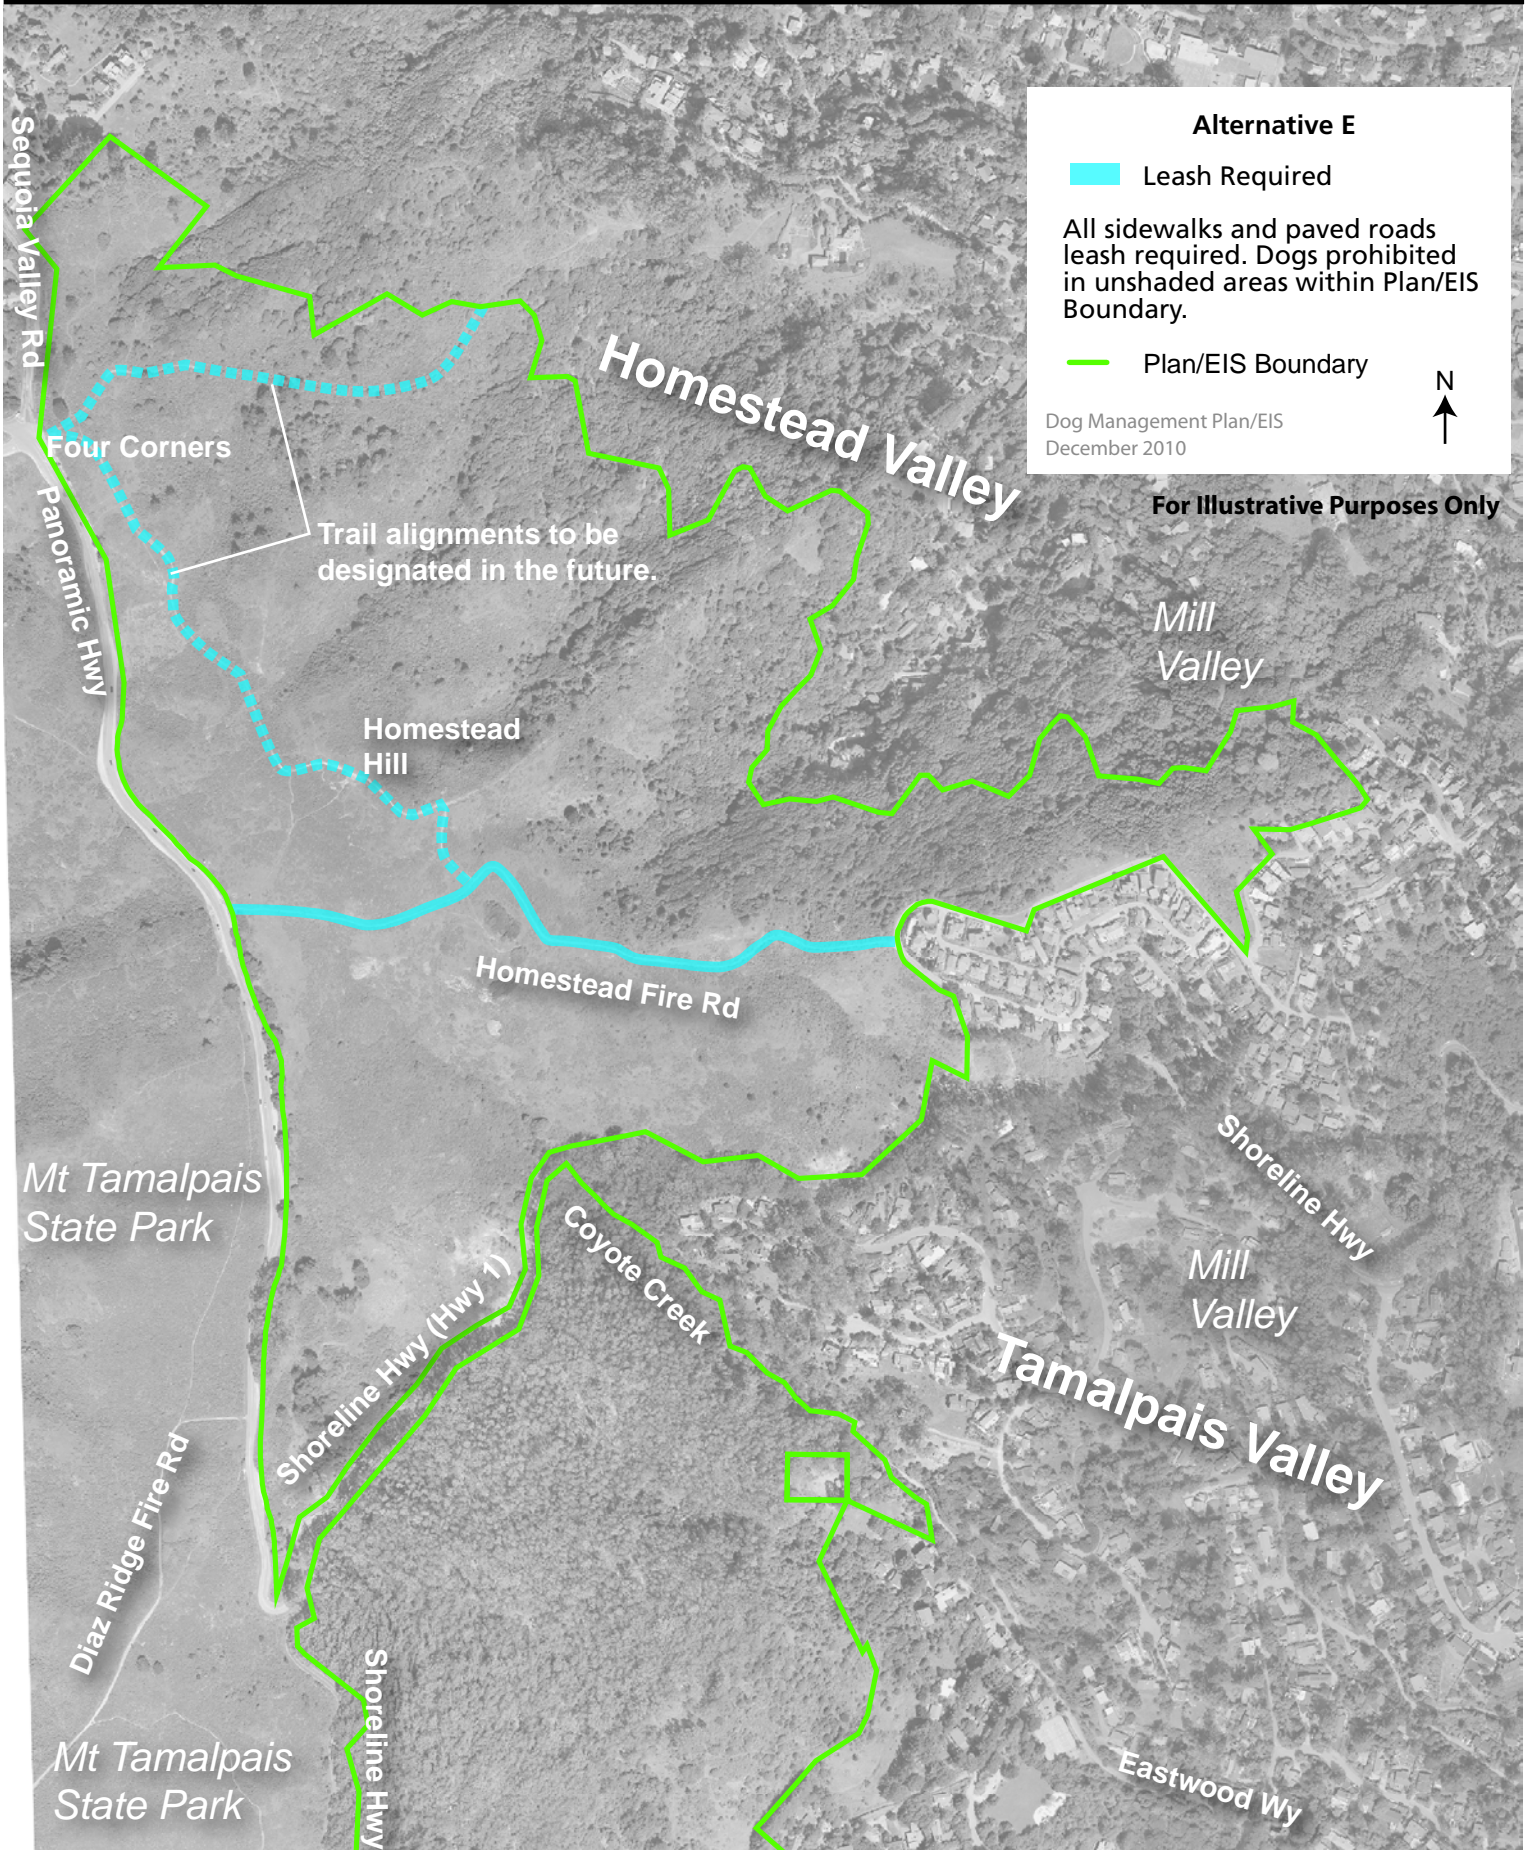 Alternative E
Leash Required
All sidewalks and paved roads
leash required. Dogs prohibited
in unshaded areas within Plan/EIS
Boundary.
Plan/EIS Boundary
N
Dog Management Plan/EIS
December 2010
For Illustrative Purposes Only
Sequoia Valley Rd
Homestead Valley
Four Corners
Panoramic Hwy
Trail alignments to be
designated in the future.
Mill
Valley
Homestead
Hill
Homestead Fire Rd
Shoreline Hwy
Mt Tamalpais
State Park
Coyote Creek
Shoreline Hwy (Hwy 1)
Mill
Valley
Tamalpais Valley
Diaz Ridge Fire Rd
Shoreline Hwy
Mt Tamalpais
State Park
Eastwood Wy